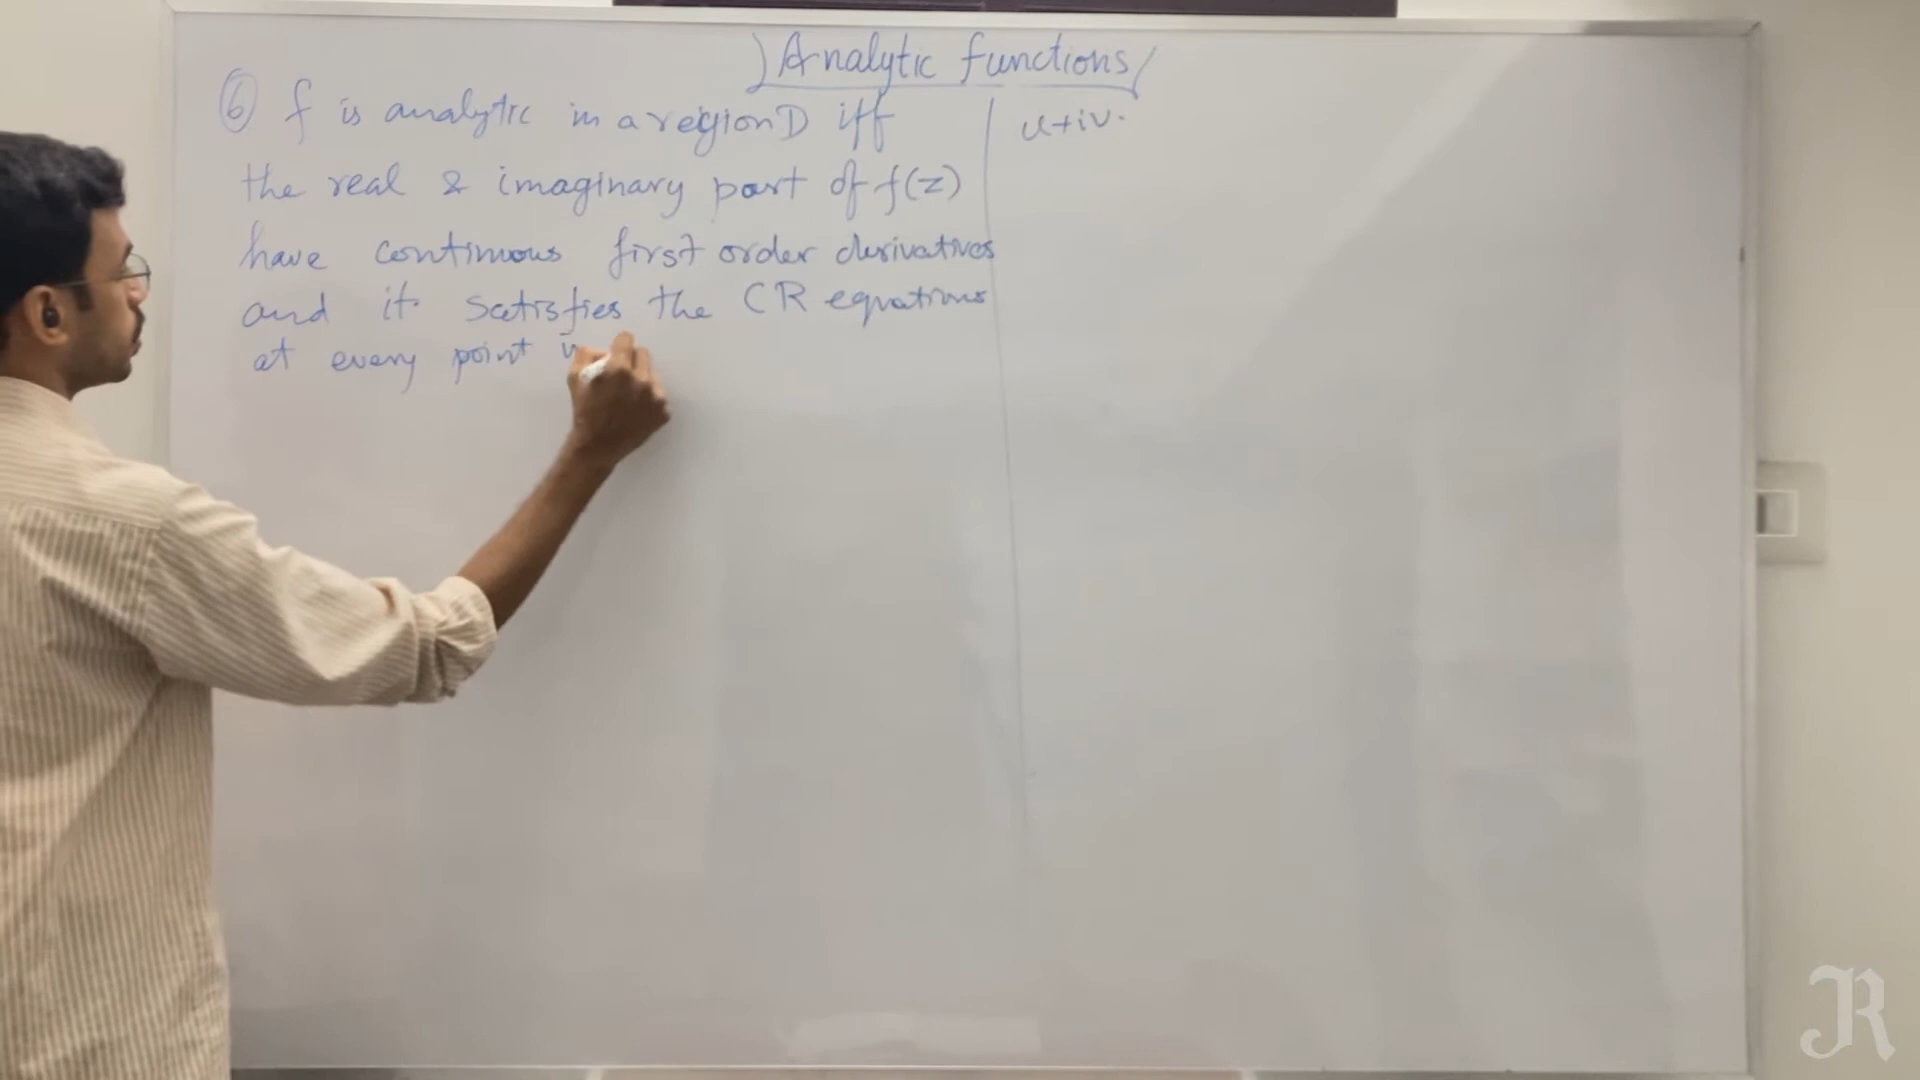 Analytic functions
⑥ f is analytic in a region D iff
the real & imaginary part of f(z)
have continuous first order derivatives
and it satisfies the CR equations
at every point
u+iv.
R